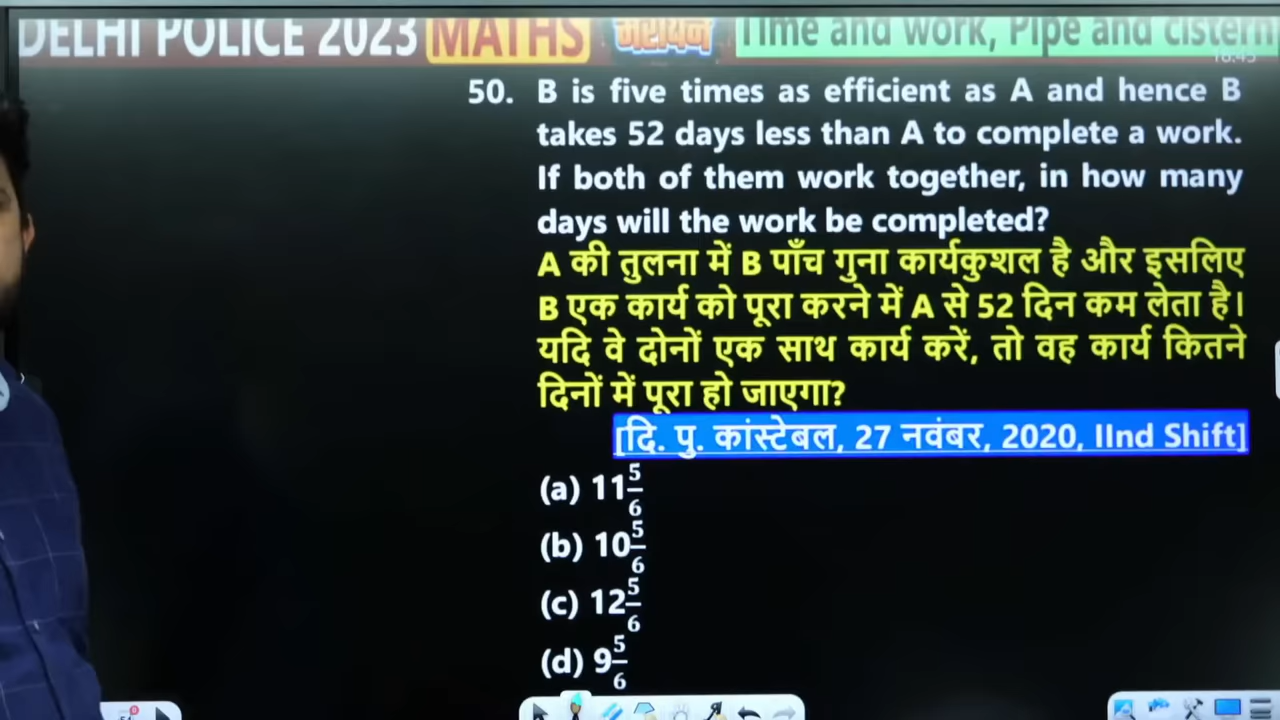 DELHI POLICE 2023 MATHS मैराथन Time and work, Pipe and cistern
18:45
50. B is five times as efficient as A and hence B
takes 52 days less than A to complete a work.
If both of them work together, in how many
days will the work be completed?
A की तुलना में B पाँच गुना कार्यकुशल है और इसलिए
B एक कार्य को पूरा करने में A से 52 दिन कम लेता है।
यदि वे दोनों एक साथ कार्य करें, तो वह कार्य कितने
दिनों में पूरा हो जाएगा?
[दि. पु. कांस्टेबल, 27 नवंबर, 2020, IInd Shift]
(a) 11 5/6
(b) 10 5/6
(c) 12 5/6
(d) 9 5/6